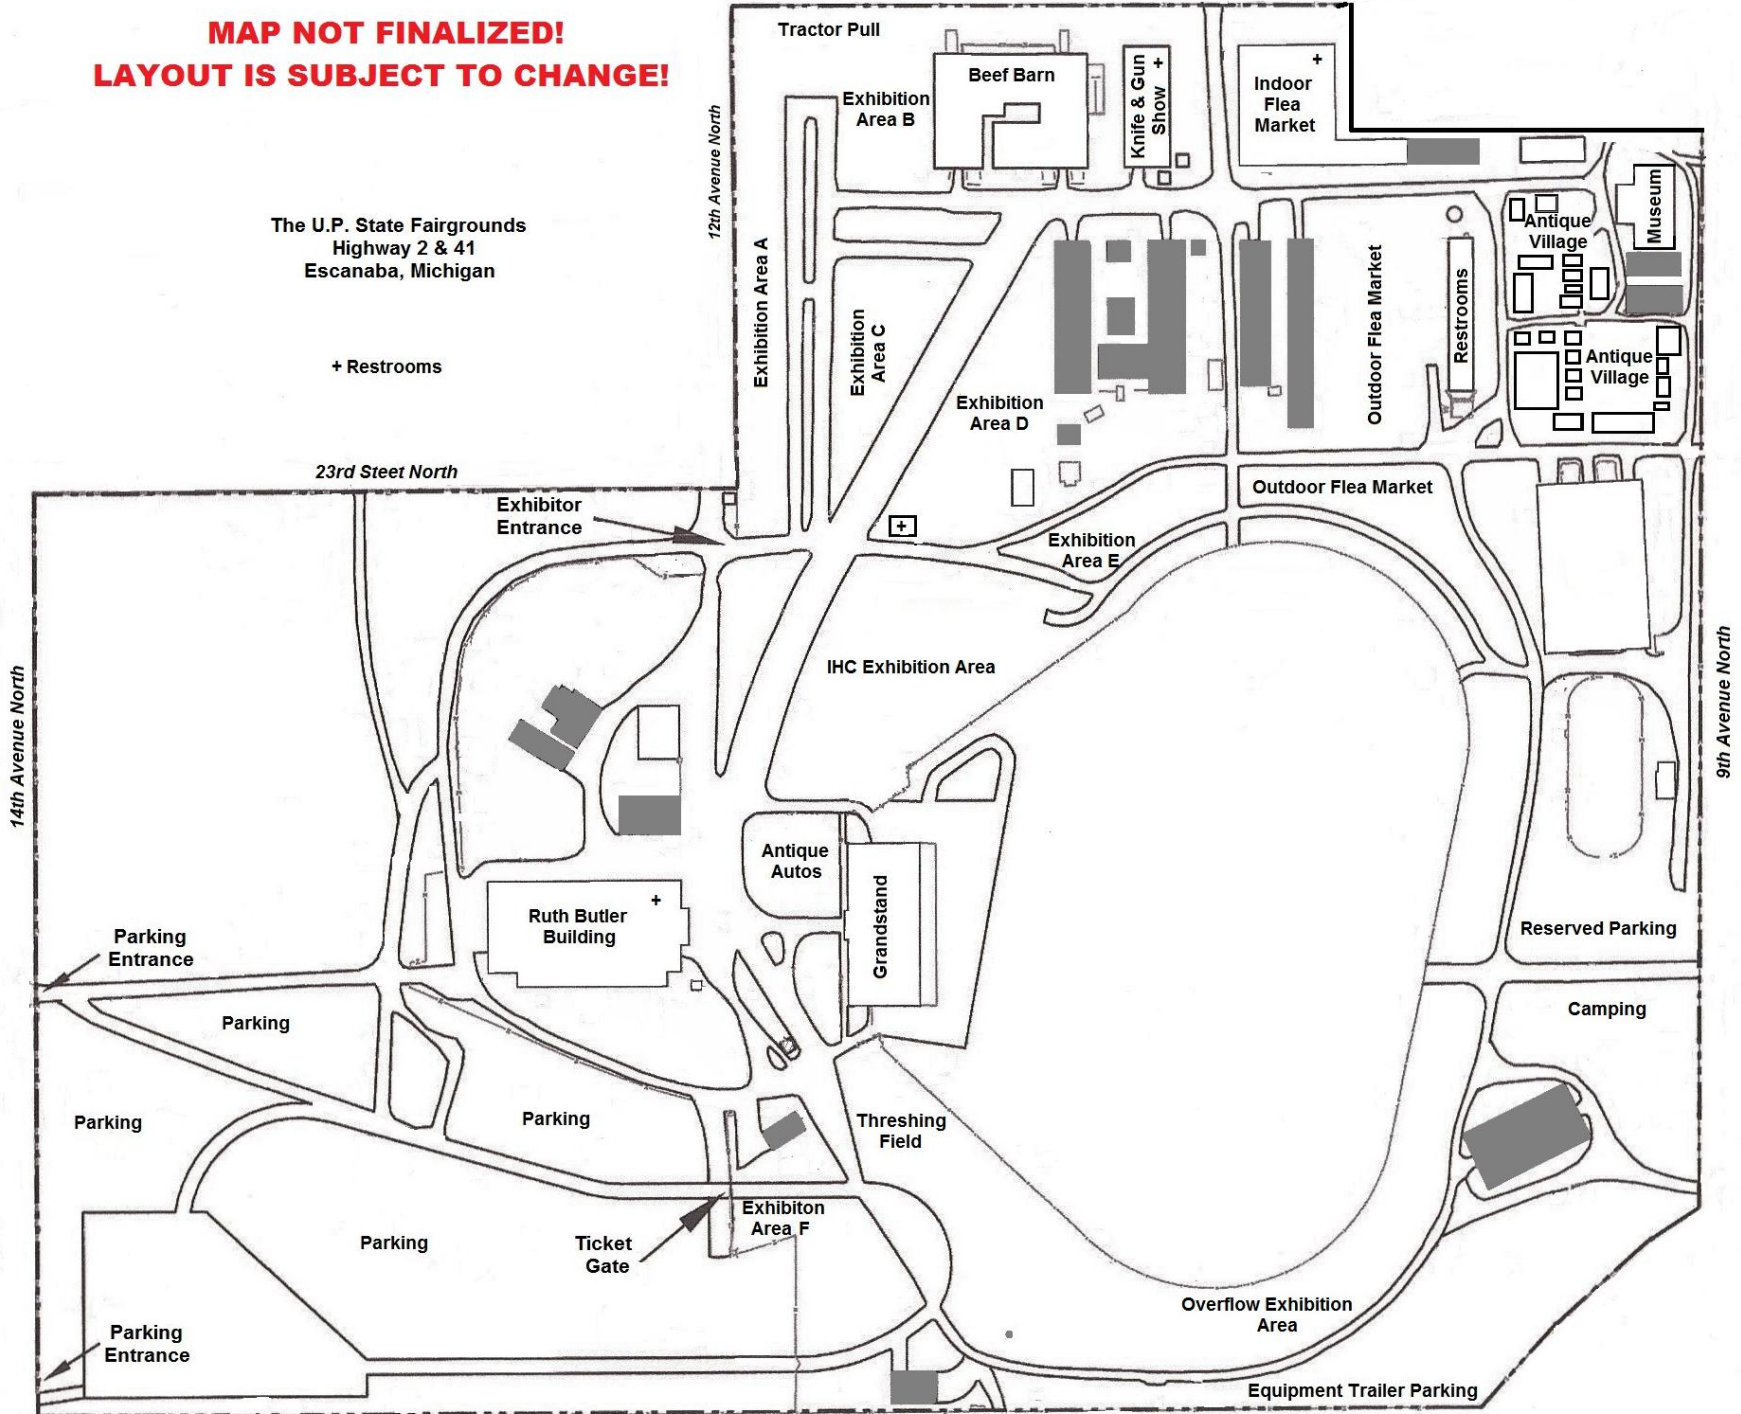 MAP NOT FINALIZED!
LAYOUT IS SUBJECT TO CHANGE!
The U.P. State Fairgrounds
Highway 2 & 41
Escanaba, Michigan
+ Restrooms
23rd Steet North
12th Avenue North
14th Avenue North
9th Avenue North
Tractor Pull
Exhibition
Area B
Beef Barn
Knife & Gun
Show +
+
Indoor
Flea
Market
Museum
Antique
Village
Antique
Village
Exhibition Area A
Exhibition
Area C
Exhibition
Area D
Outdoor Flea Market
Restrooms
Exhibitor
Entrance
+
Exhibition
Area E
Outdoor Flea Market
IHC Exhibition Area
Antique
Autos
Grandstand
+
Ruth Butler
Building
Reserved Parking
Camping
Parking
Entrance
Parking
Parking
Parking
Threshing
Field
Parking
Exhibiton
Area F
Ticket
Gate
Parking
Entrance
Overflow Exhibition
Area
Equipment Trailer Parking